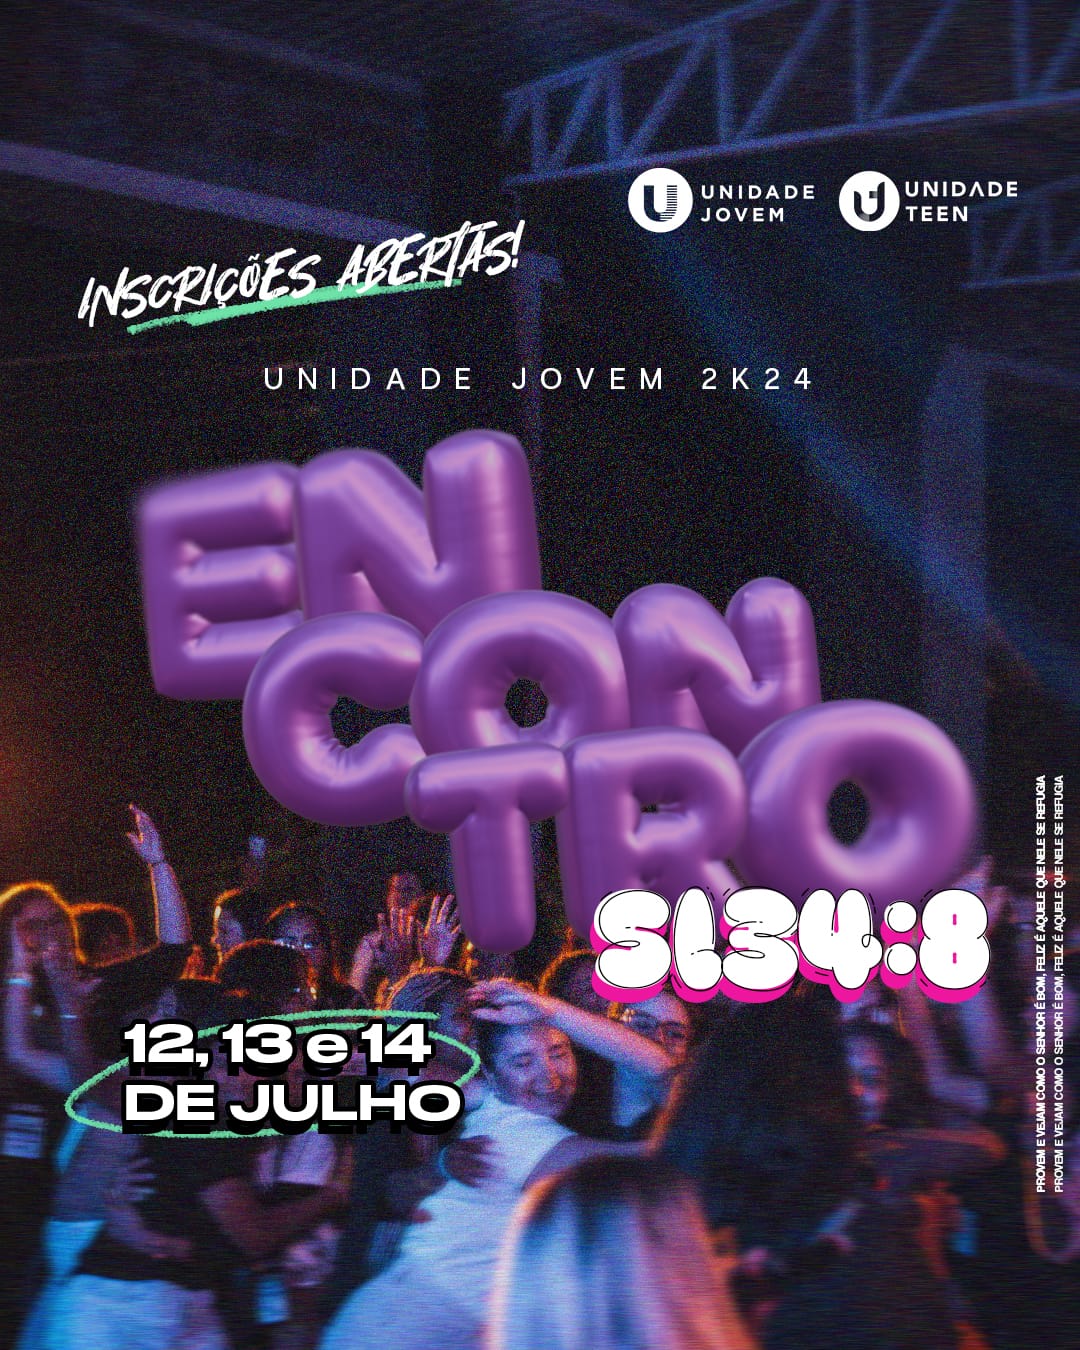 UNIDADE
JOVEM
UNIDADE
TEEN
INSCRIÇÕES ABERTAS!
UNIDADE JOVEM 2K24
EN
CON
TRO
SL34:8
12, 13 e 14
DE JULHO
PROVEM E VEJAM COMO O SENHOR É BOM, FELIZ É AQUELE QUE NELE SE REFUGIA
PROVEM E VEJAM COMO O SENHOR É BOM, FELIZ É AQUELE QUE NELE SE REFUGIA